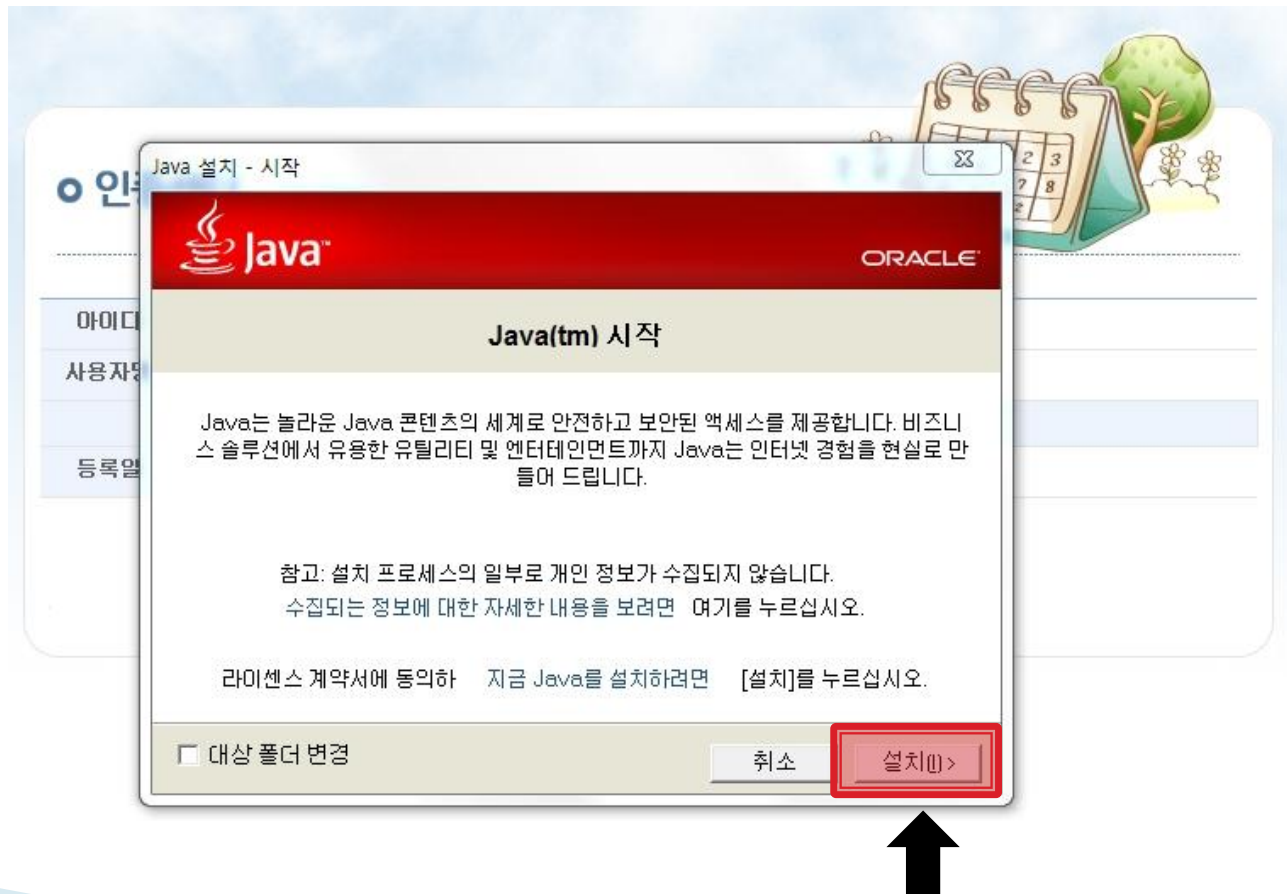 Java 설치 - 시작
Java™
ORACLE
Java(tm) 시작
Java는 놀라운 Java 콘텐츠의 세계로 안전하고 보안된 액세스를 제공합니다. 비즈니
스 솔루션에서 유용한 유틸리티 및 엔터테인먼트까지 Java는 인터넷 경험을 현실로 만
들어 드립니다.
참고: 설치 프로세스의 일부로 개인 정보가 수집되지 않습니다.
수집되는 정보에 대한 자세한 내용을 보려면 여기를 누르십시오.
라이센스 계약서에 동의하 지금 Java를 설치하려면 [설치]를 누르십시오.
대상 폴더 변경
취소
설치(I) >
아이디
등록일
2 3
7 8
2